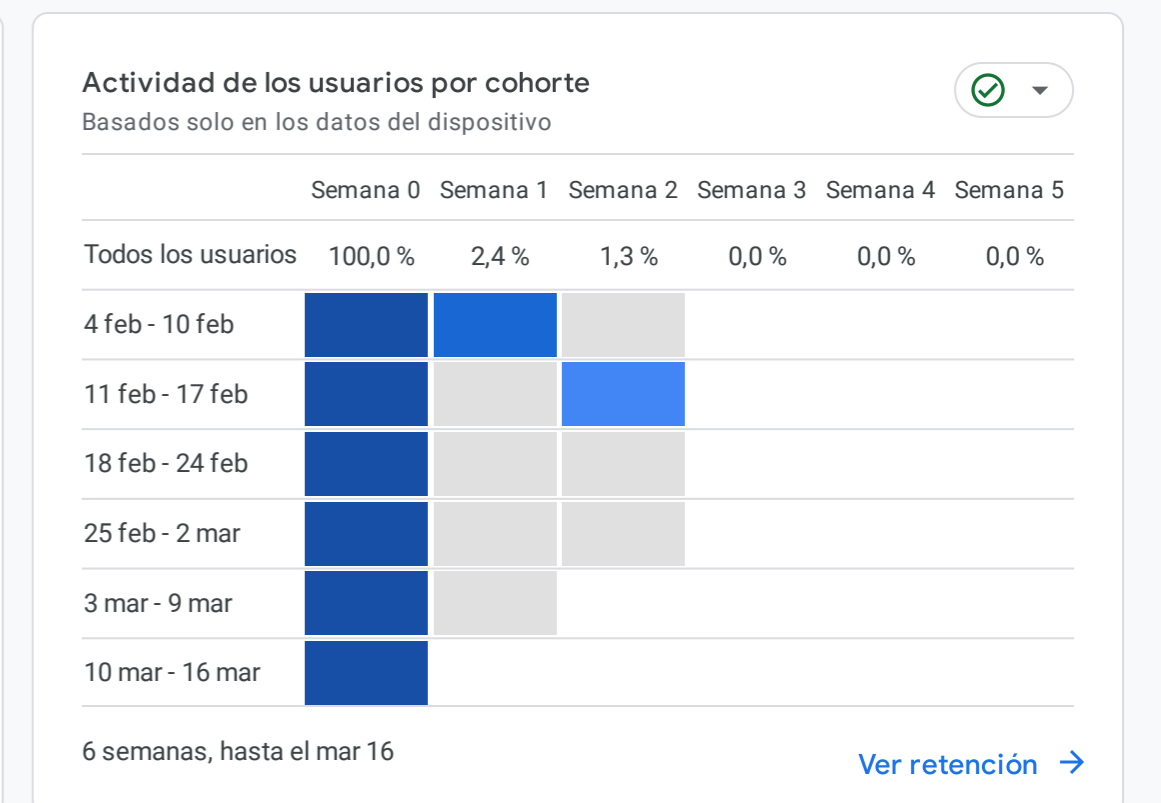 Actividad de los usuarios por cohorte
Basados solo en los datos del dispositivo
Semana 0 Semana 1 Semana 2 Semana 3 Semana 4 Semana 5
Todos los usuarios 100,0 % 2,4 % 1,3 % 0,0 % 0,0 % 0,0 %
4 feb - 10 feb
11 feb - 17 feb
18 feb - 24 feb
25 feb - 2 mar
3 mar - 9 mar
10 mar - 16 mar
6 semanas, hasta el mar 16
Ver retención